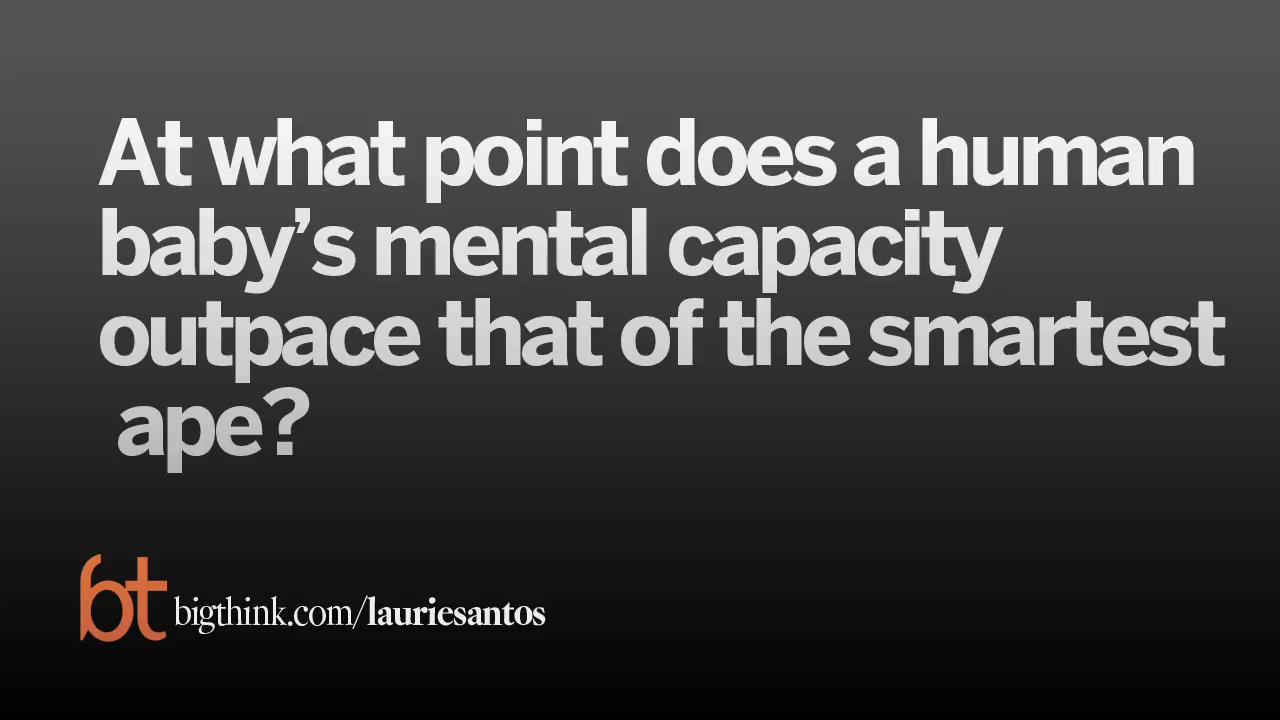 At what point does a human
baby’s mental capacity
outpace that of the smartest
ape?
bt
bigthink.com/lauriesantos